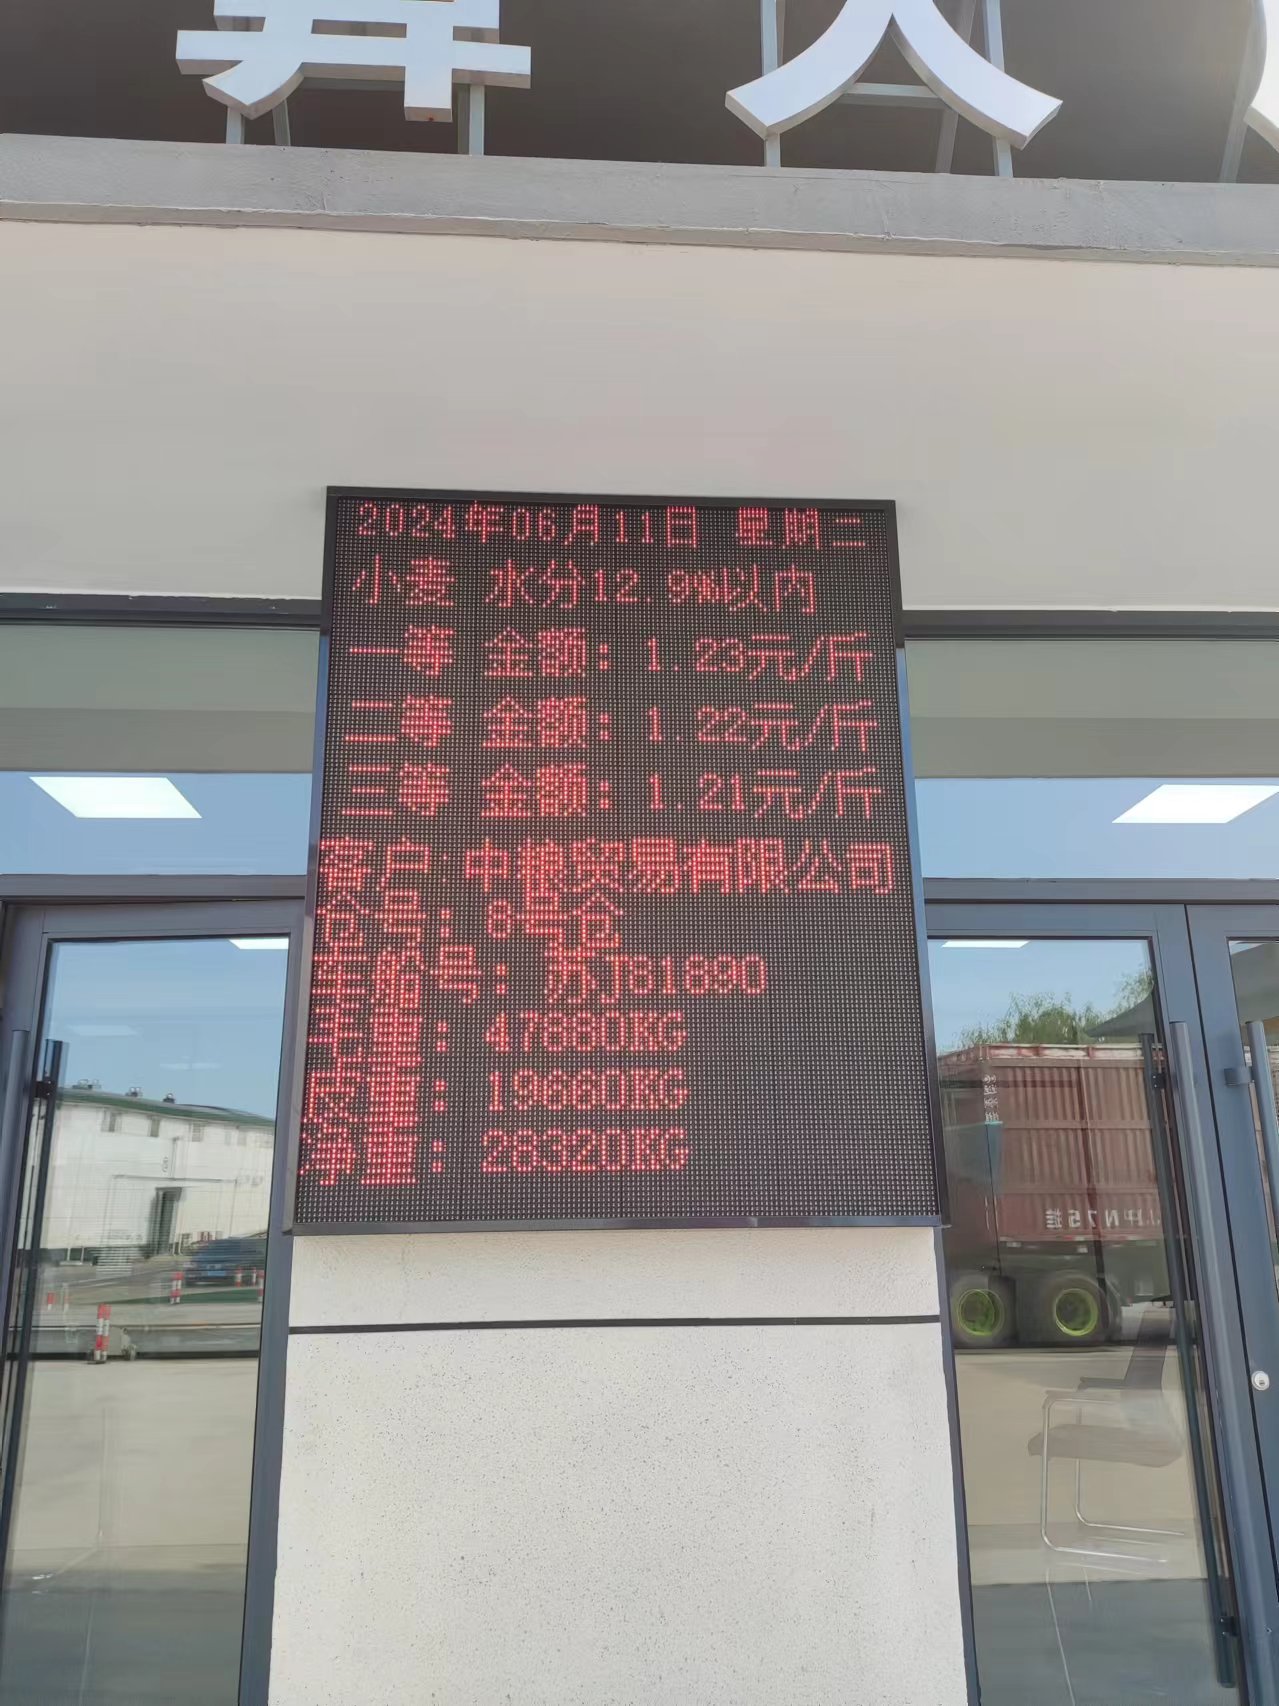 2024年06月11日 星期二
小麦 水分12.9%以内
一等 金额: 1.23元/斤
二等 金额: 1.22元/斤
三等 金额: 1.21元/斤
客户:中粮贸易有限公司
仓号: 8号仓
车船号: 苏J81890
毛重: 47880KG
皮重: 19660KG
净重: 28320KG